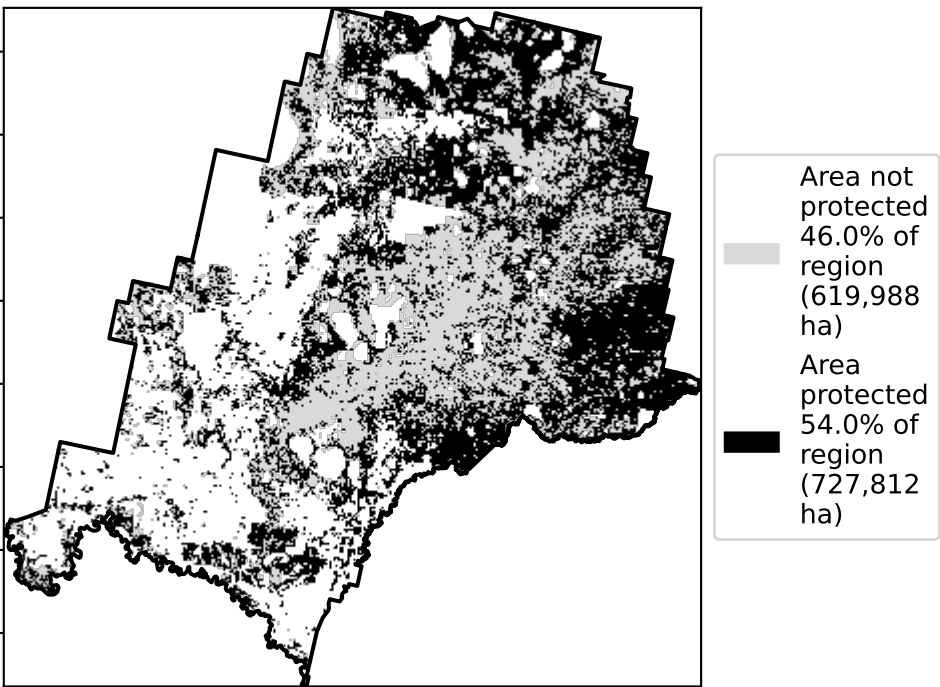 Area not
protected
46.0% of
region
(619,988
ha)
Area
protected
54.0% of
region
(727,812
ha)